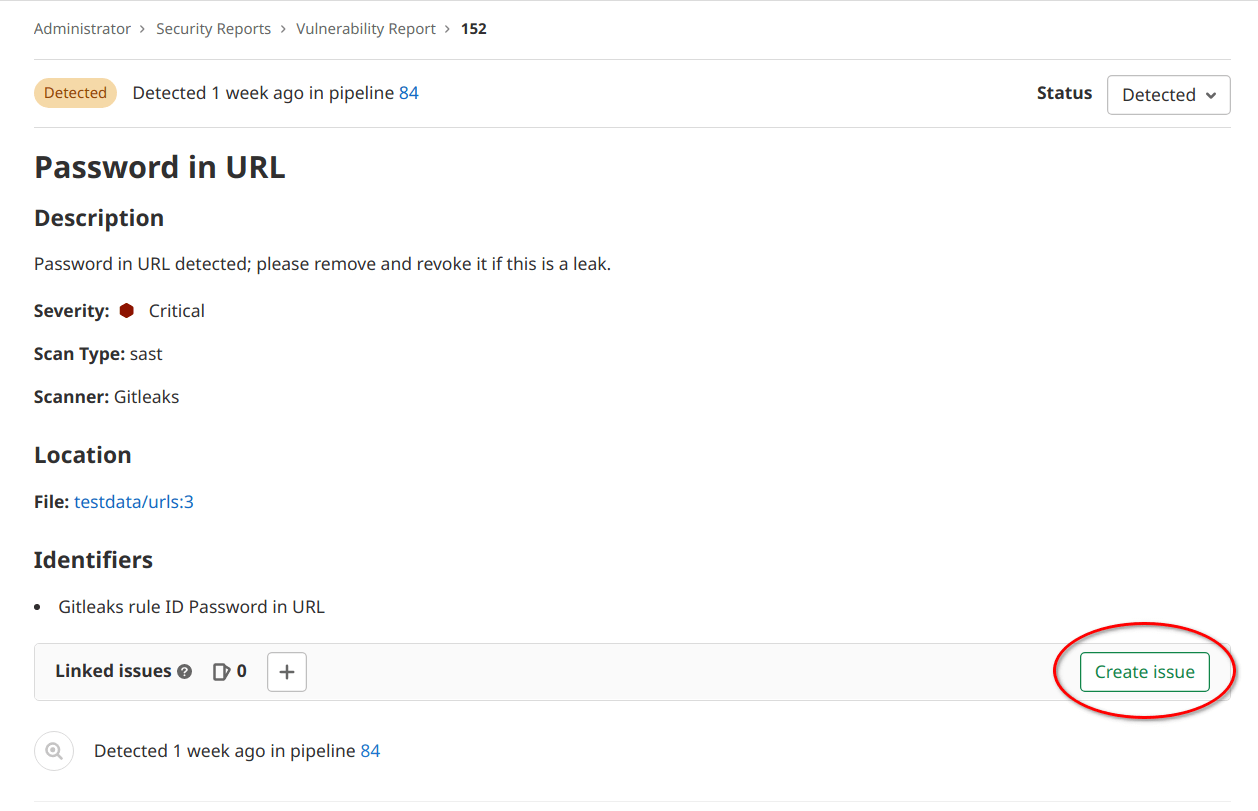 Administrator › Security Reports › Vulnerability Report › 152
Detected Detected 1 week ago in pipeline 84 Status Detected
Password in URL
Description
Password in URL detected; please remove and revoke it if this is a leak.
Severity: Critical
Scan Type: sast
Scanner: Gitleaks
Location
File: testdata/urls:3
Identifiers
• Gitleaks rule ID Password in URL
Linked issues ? 0 + Create issue
Detected 1 week ago in pipeline 84